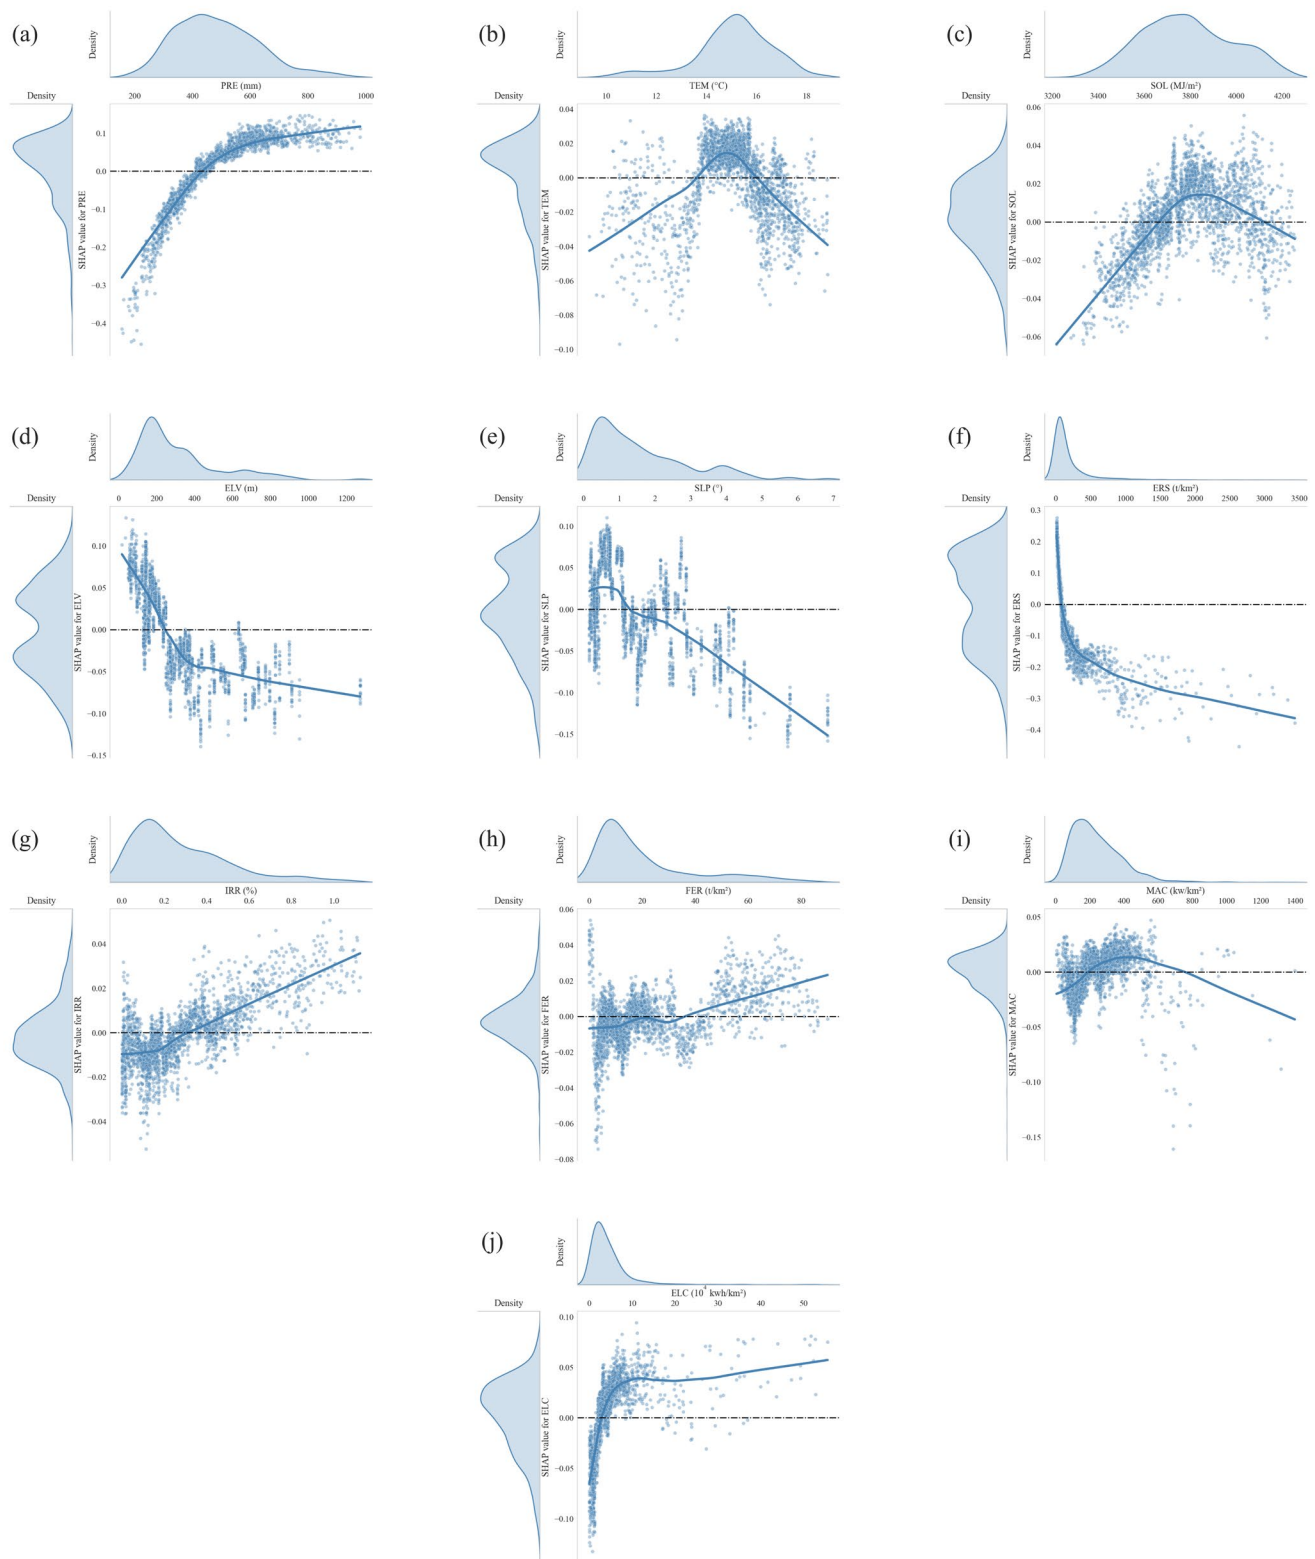 (a)
Density
PRE (mm)
Density
200 400 600 800 1000
SHAP value for PRE
0.1
0.0
−0.1
−0.2
−0.3
−0.4
(b)
Density
TEM (°C)
Density
10 12 14 16 18
SHAP value for TEM
0.04
0.02
0.00
−0.02
−0.04
−0.06
−0.08
−0.10
(c)
Density
SOL (MJ/m²)
Density
3200 3400 3600 3800 4000 4200
SHAP value for SOL
0.06
0.04
0.02
0.00
−0.02
−0.04
−0.06
(d)
Density
ELV (m)
Density
0 200 400 600 800 1000 1200
SHAP value for ELV
0.10
0.05
0.00
−0.05
−0.10
−0.15
(e)
Density
SLP (°)
Density
0 1 2 3 4 5 6 7
SHAP value for SLP
0.10
0.05
0.00
−0.05
−0.10
−0.15
(f)
Density
ERS (t/km²)
Density
0 500 1000 1500 2000 2500 3000 3500
SHAP value for ERS
0.3
0.2
0.1
0.0
−0.1
−0.2
−0.3
−0.4
(g)
Density
IRR (%)
Density
0.0 0.2 0.4 0.6 0.8 1.0
SHAP value for IRR
0.04
0.02
0.00
−0.02
−0.04
(h)
Density
FER (t/km²)
Density
0 20 40 60 80
SHAP value for FER
0.06
0.04
0.02
0.00
−0.02
−0.04
−0.06
−0.08
(i)
Density
MAC (kw/km²)
Density
0 200 400 600 800 1000 1200 1400
SHAP value for MAC
0.05
0.00
−0.05
−0.10
−0.15
(j)
Density
ELC (10⁴ kwh/km²)
Density
0 10 20 30 40 50
SHAP value for ELC
0.10
0.05
0.00
−0.05
−0.10